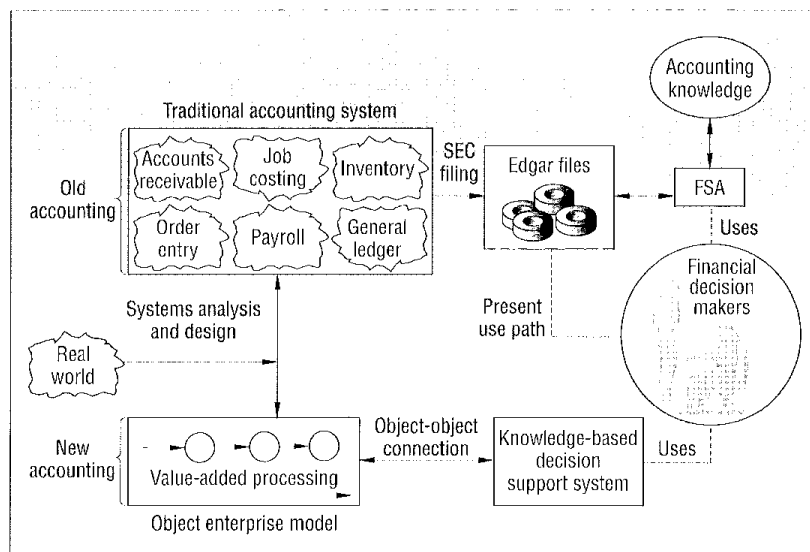 Accounting
knowledge
Traditional accounting system
Old
accounting
Accounts
receivable
Job
costing
Inventory
Order
entry
Payroll
General
ledger
SEC
filing
Edgar files
FSA
Uses
Financial
decision
makers
Present
use path
Systems analysis
and design
Real
world
New
accounting
Value-added processing
Object enterprise model
Object-object
connection
Knowledge-based
decision
support system
Uses